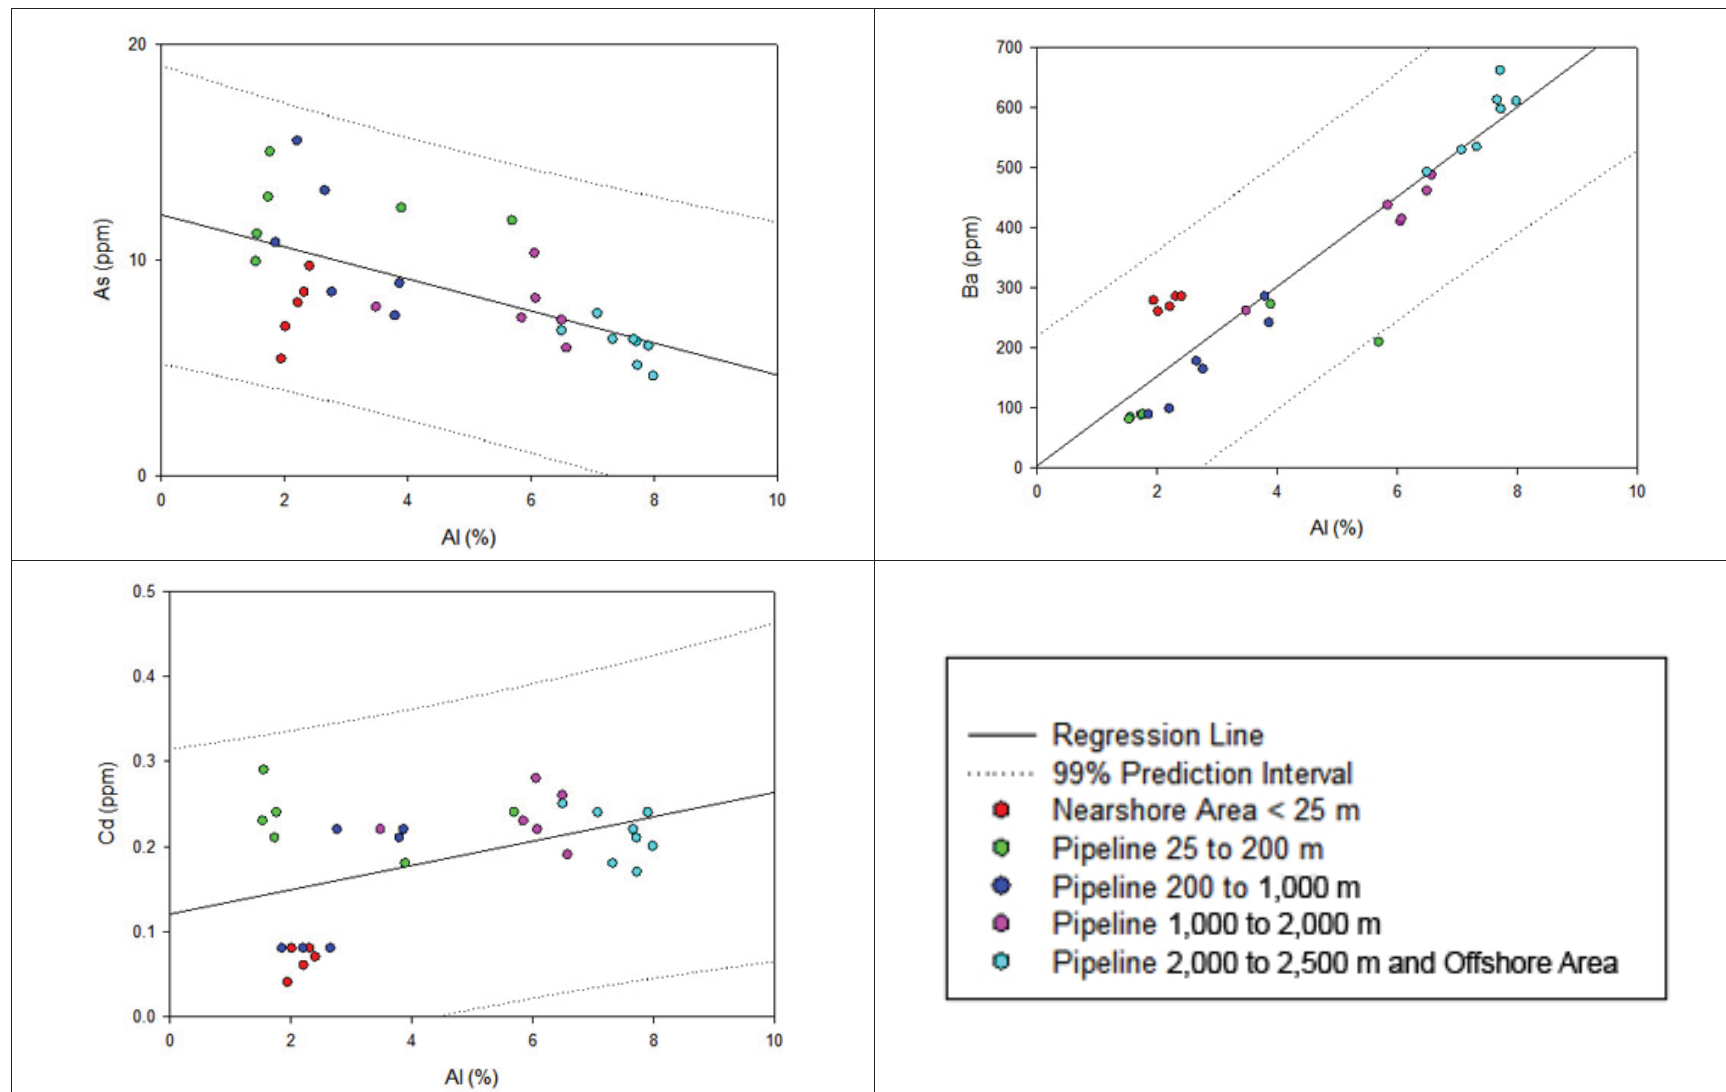 20
10
0
As (ppm)
0 2 4 6 8 10
Al (%)
700
600
500
400
300
200
100
0
Ba (ppm)
0 2 4 6 8 10
Al (%)
0.5
0.4
0.3
0.2
0.1
0.0
Cd (ppm)
0 2 4 6 8 10
Al (%)
Regression Line
99% Prediction Interval
Nearshore Area < 25 m
Pipeline 25 to 200 m
Pipeline 200 to 1,000 m
Pipeline 1,000 to 2,000 m
Pipeline 2,000 to 2,500 m and Offshore Area